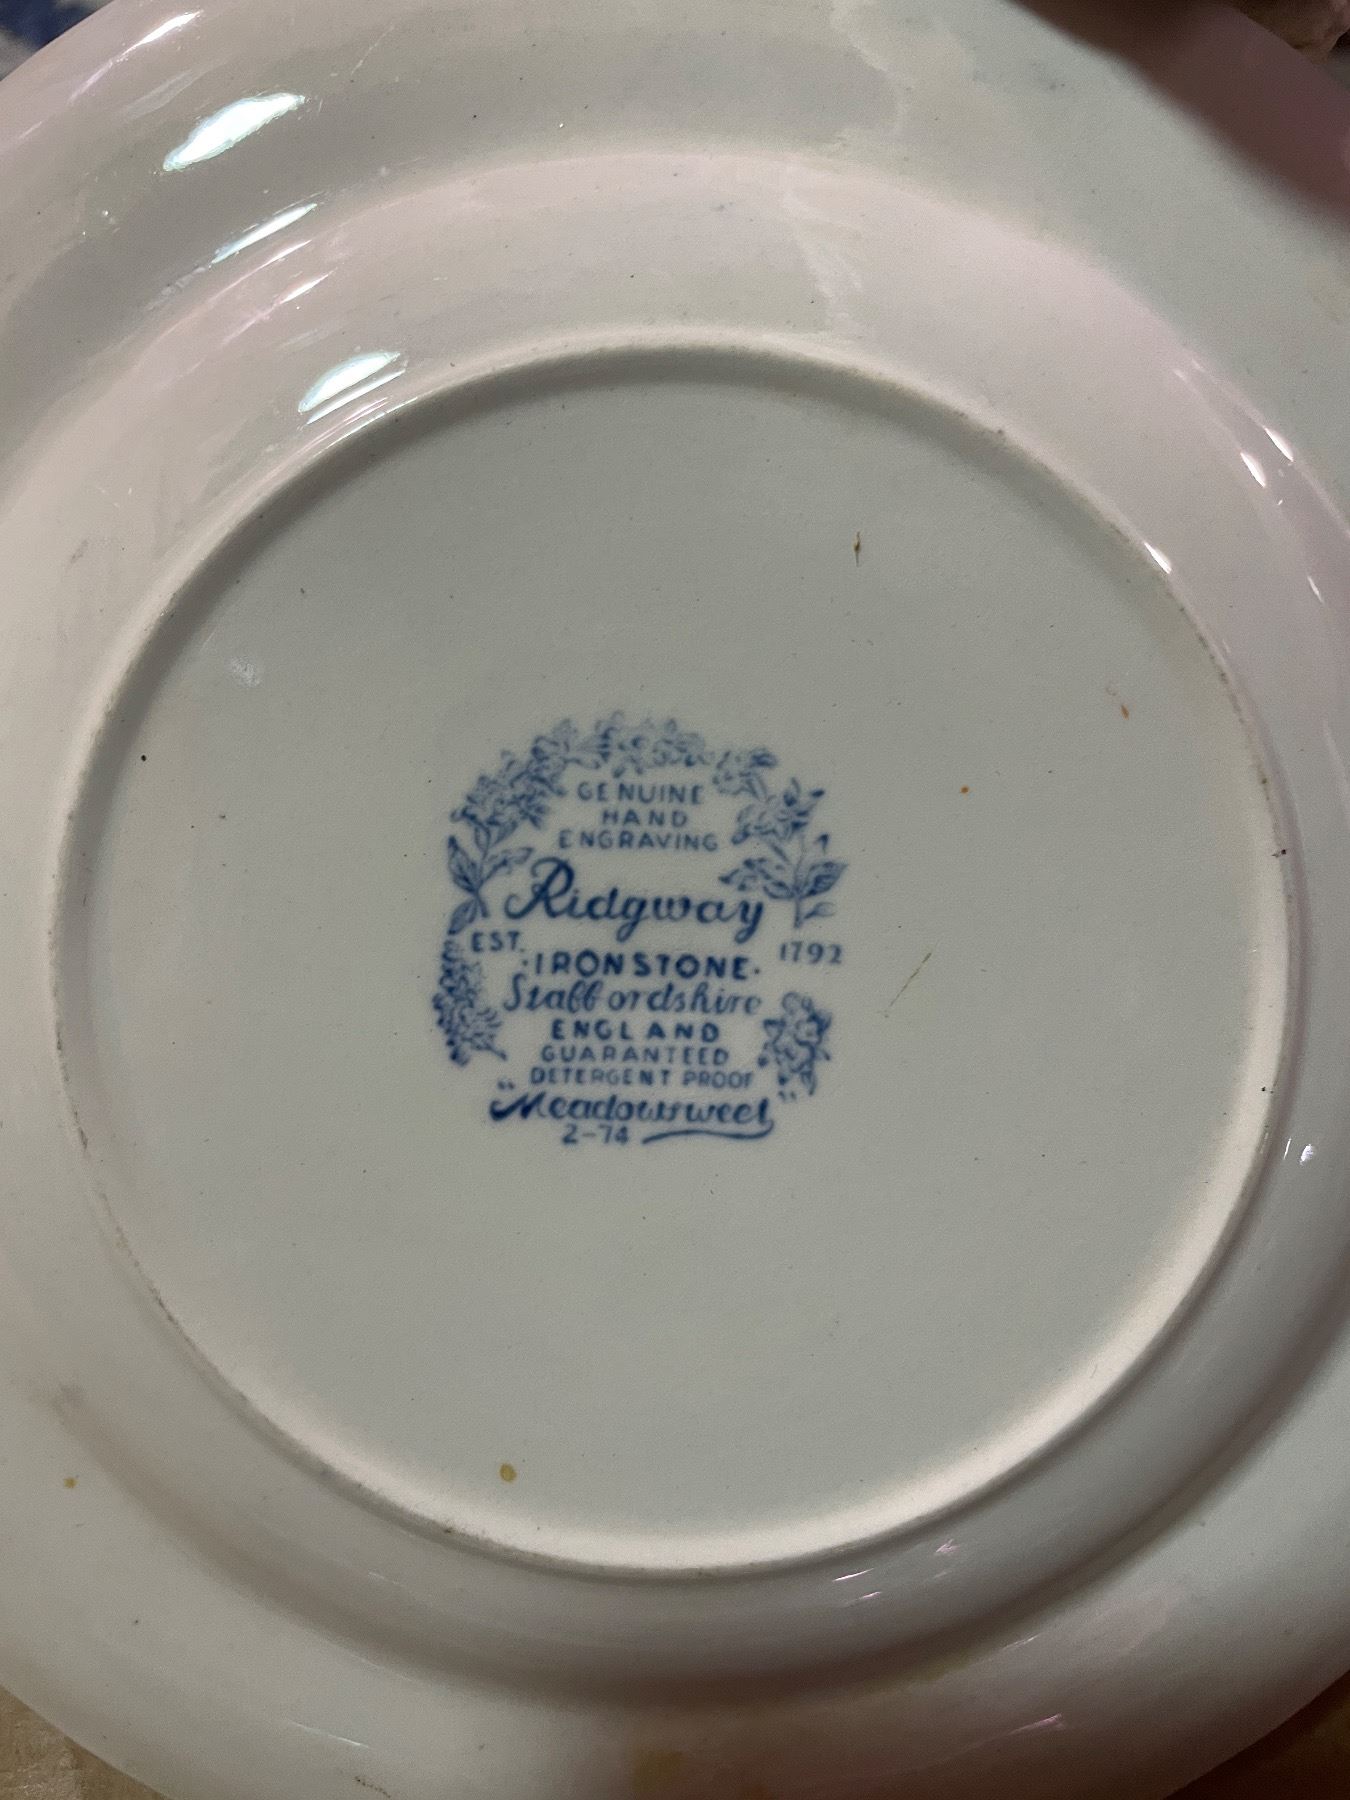 GENUINE
HAND
ENGRAVING
Ridgway
EST. 1792
·IRONSTONE·
Staffordshire
ENGLAND
GUARANTEED
DETERGENT PROOF
"Meadowsweet"
2-74